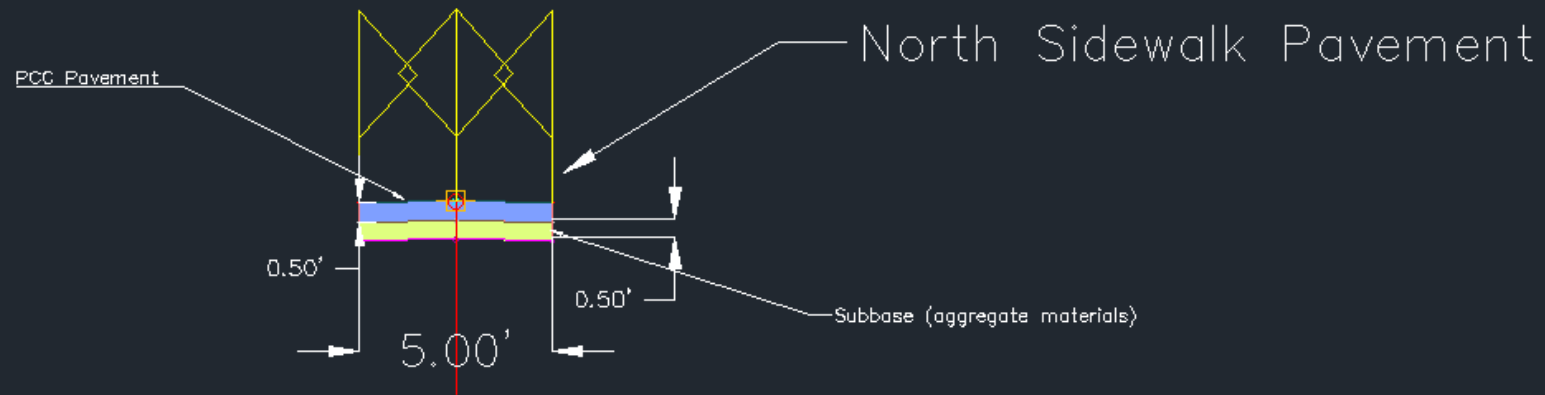 North Sidewalk Pavement
PCC Pavement
0.50'
0.50'
Subbase (aggregate materials)
5.00'